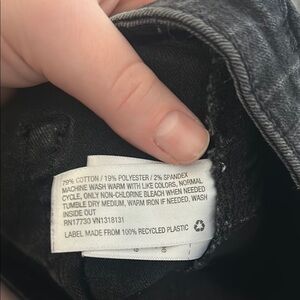 79% COTTON / 19% POLYESTER / 2% SPANDEX
MACHINE WASH WARM WITH LIKE COLORS, NORMAL
CYCLE, ONLY NON-CHLORINE BLEACH WHEN NEEDED
TUMBLE DRY MEDIUM, WARM IRON IF NEEDED, WASH
INSIDE OUT
RN17730 VN1318131
LABEL MADE FROM 100% RECYCLED PLASTIC